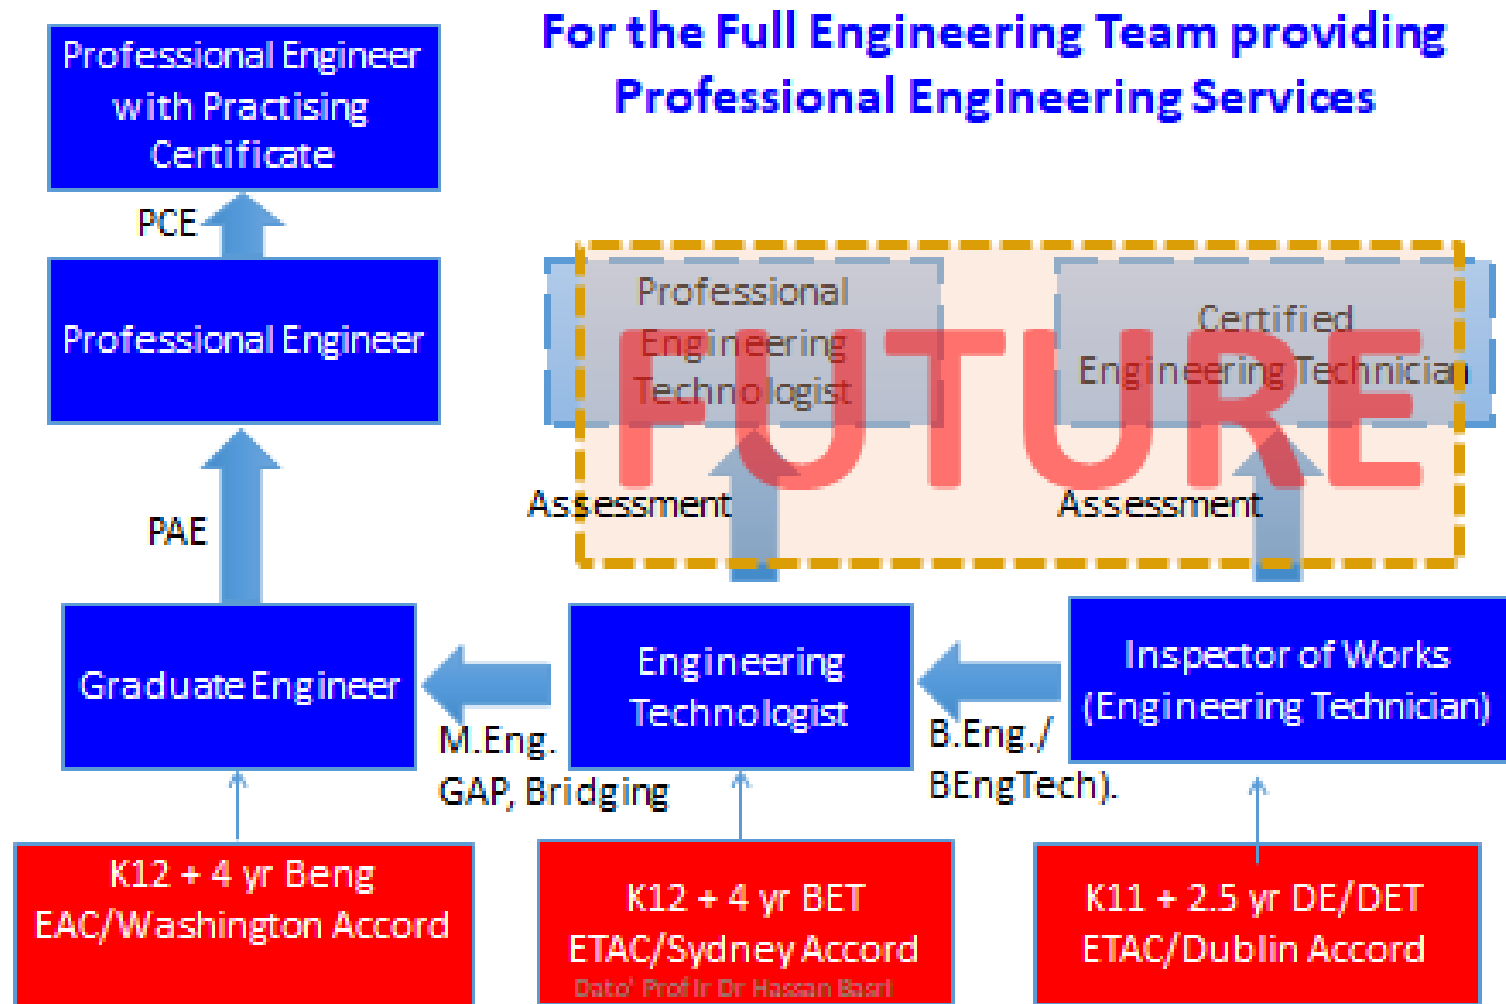 For the Full Engineering Team providing
Professional Engineering Services
Professional Engineer
with Practising
Certificate
PCE
Professional Engineer
PAE
Graduate Engineer
K12 + 4 yr Beng
EAC/Washington Accord
Professional
Engineering
Technologist
Certified
Engineering Technician
FUTURE
Assessment
Assessment
Engineering
Technologist
Inspector of Works
(Engineering Technician)
M.Eng.
GAP, Bridging
B.Eng./
BEngTech).
K12 + 4 yr BET
ETAC/Sydney Accord
Dato' Prof Ir Dr Hassan Basri
K11 + 2.5 yr DE/DET
ETAC/Dublin Accord